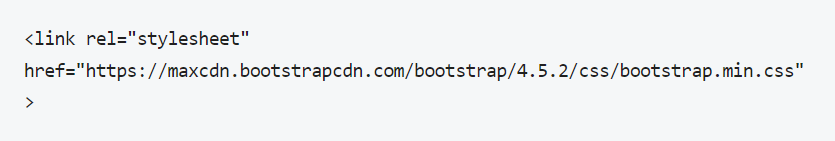 <link rel="stylesheet"
href="https://maxcdn.bootstrapcdn.com/bootstrap/4.5.2/css/bootstrap.min.css"
>